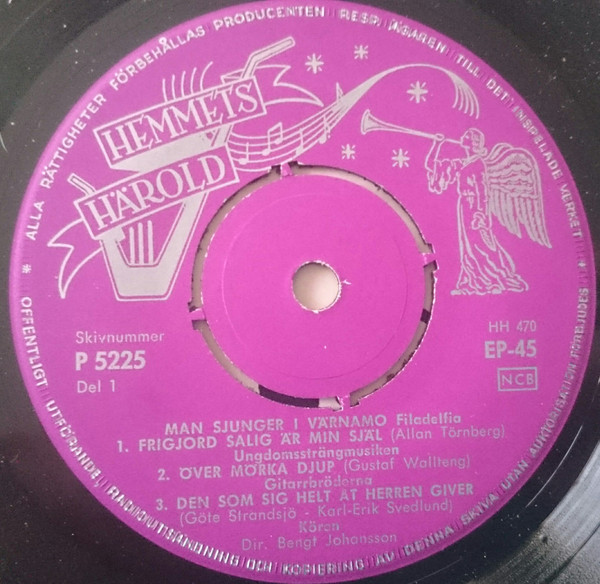 * ALLA RÄTTIGHETER FÖRBEHÅLLAS PRODUCENTEN RESP. ÄGAREN TILL DET INSPELADE VERKET
OFFENTLIGT UTFÖRANDE, RADIOUTSÄNDNING OCH KOPIERING AV DENNA SKIVA UTAN AUKTORISATION FÖRBJUDES *
HEMMETS
HÄROLD
Skivnummer
P 5225
Del 1
HH 470
EP-45
NCB
MAN SJUNGER I VÄRNAMO Filadelfia
1. FRIGJORD SALIG ÄR MIN SJÄL (Allan Törnberg)
Ungdomssträngmusiken
2. ÖVER MÖRKA DJUP (Gustaf Wallteng)
Gitarrbröderna
3. DEN SOM SIG HELT ÅT HERREN GIVER
(Göte Strandsjö - Karl-Erik Svedlund)
Kören
Dir. Bengt Johansson